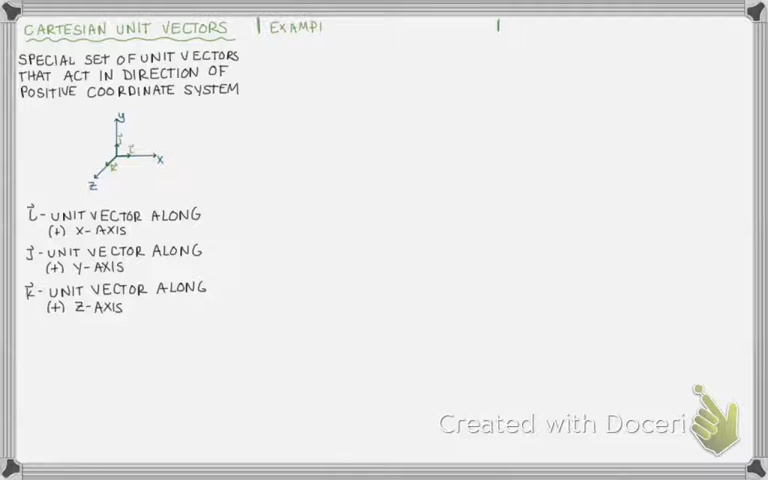 CARTESIAN UNIT VECTORS
SPECIAL SET OF UNIT VECTORS
THAT ACT IN DIRECTION OF
POSITIVE COORDINATE SYSTEM
y
j
i
x
k
z
i - UNIT VECTOR ALONG
(+) X-AXIS
j - UNIT VECTOR ALONG
(+) Y-AXIS
k - UNIT VECTOR ALONG
(+) Z-AXIS
EXAMPI
Created with Doceri